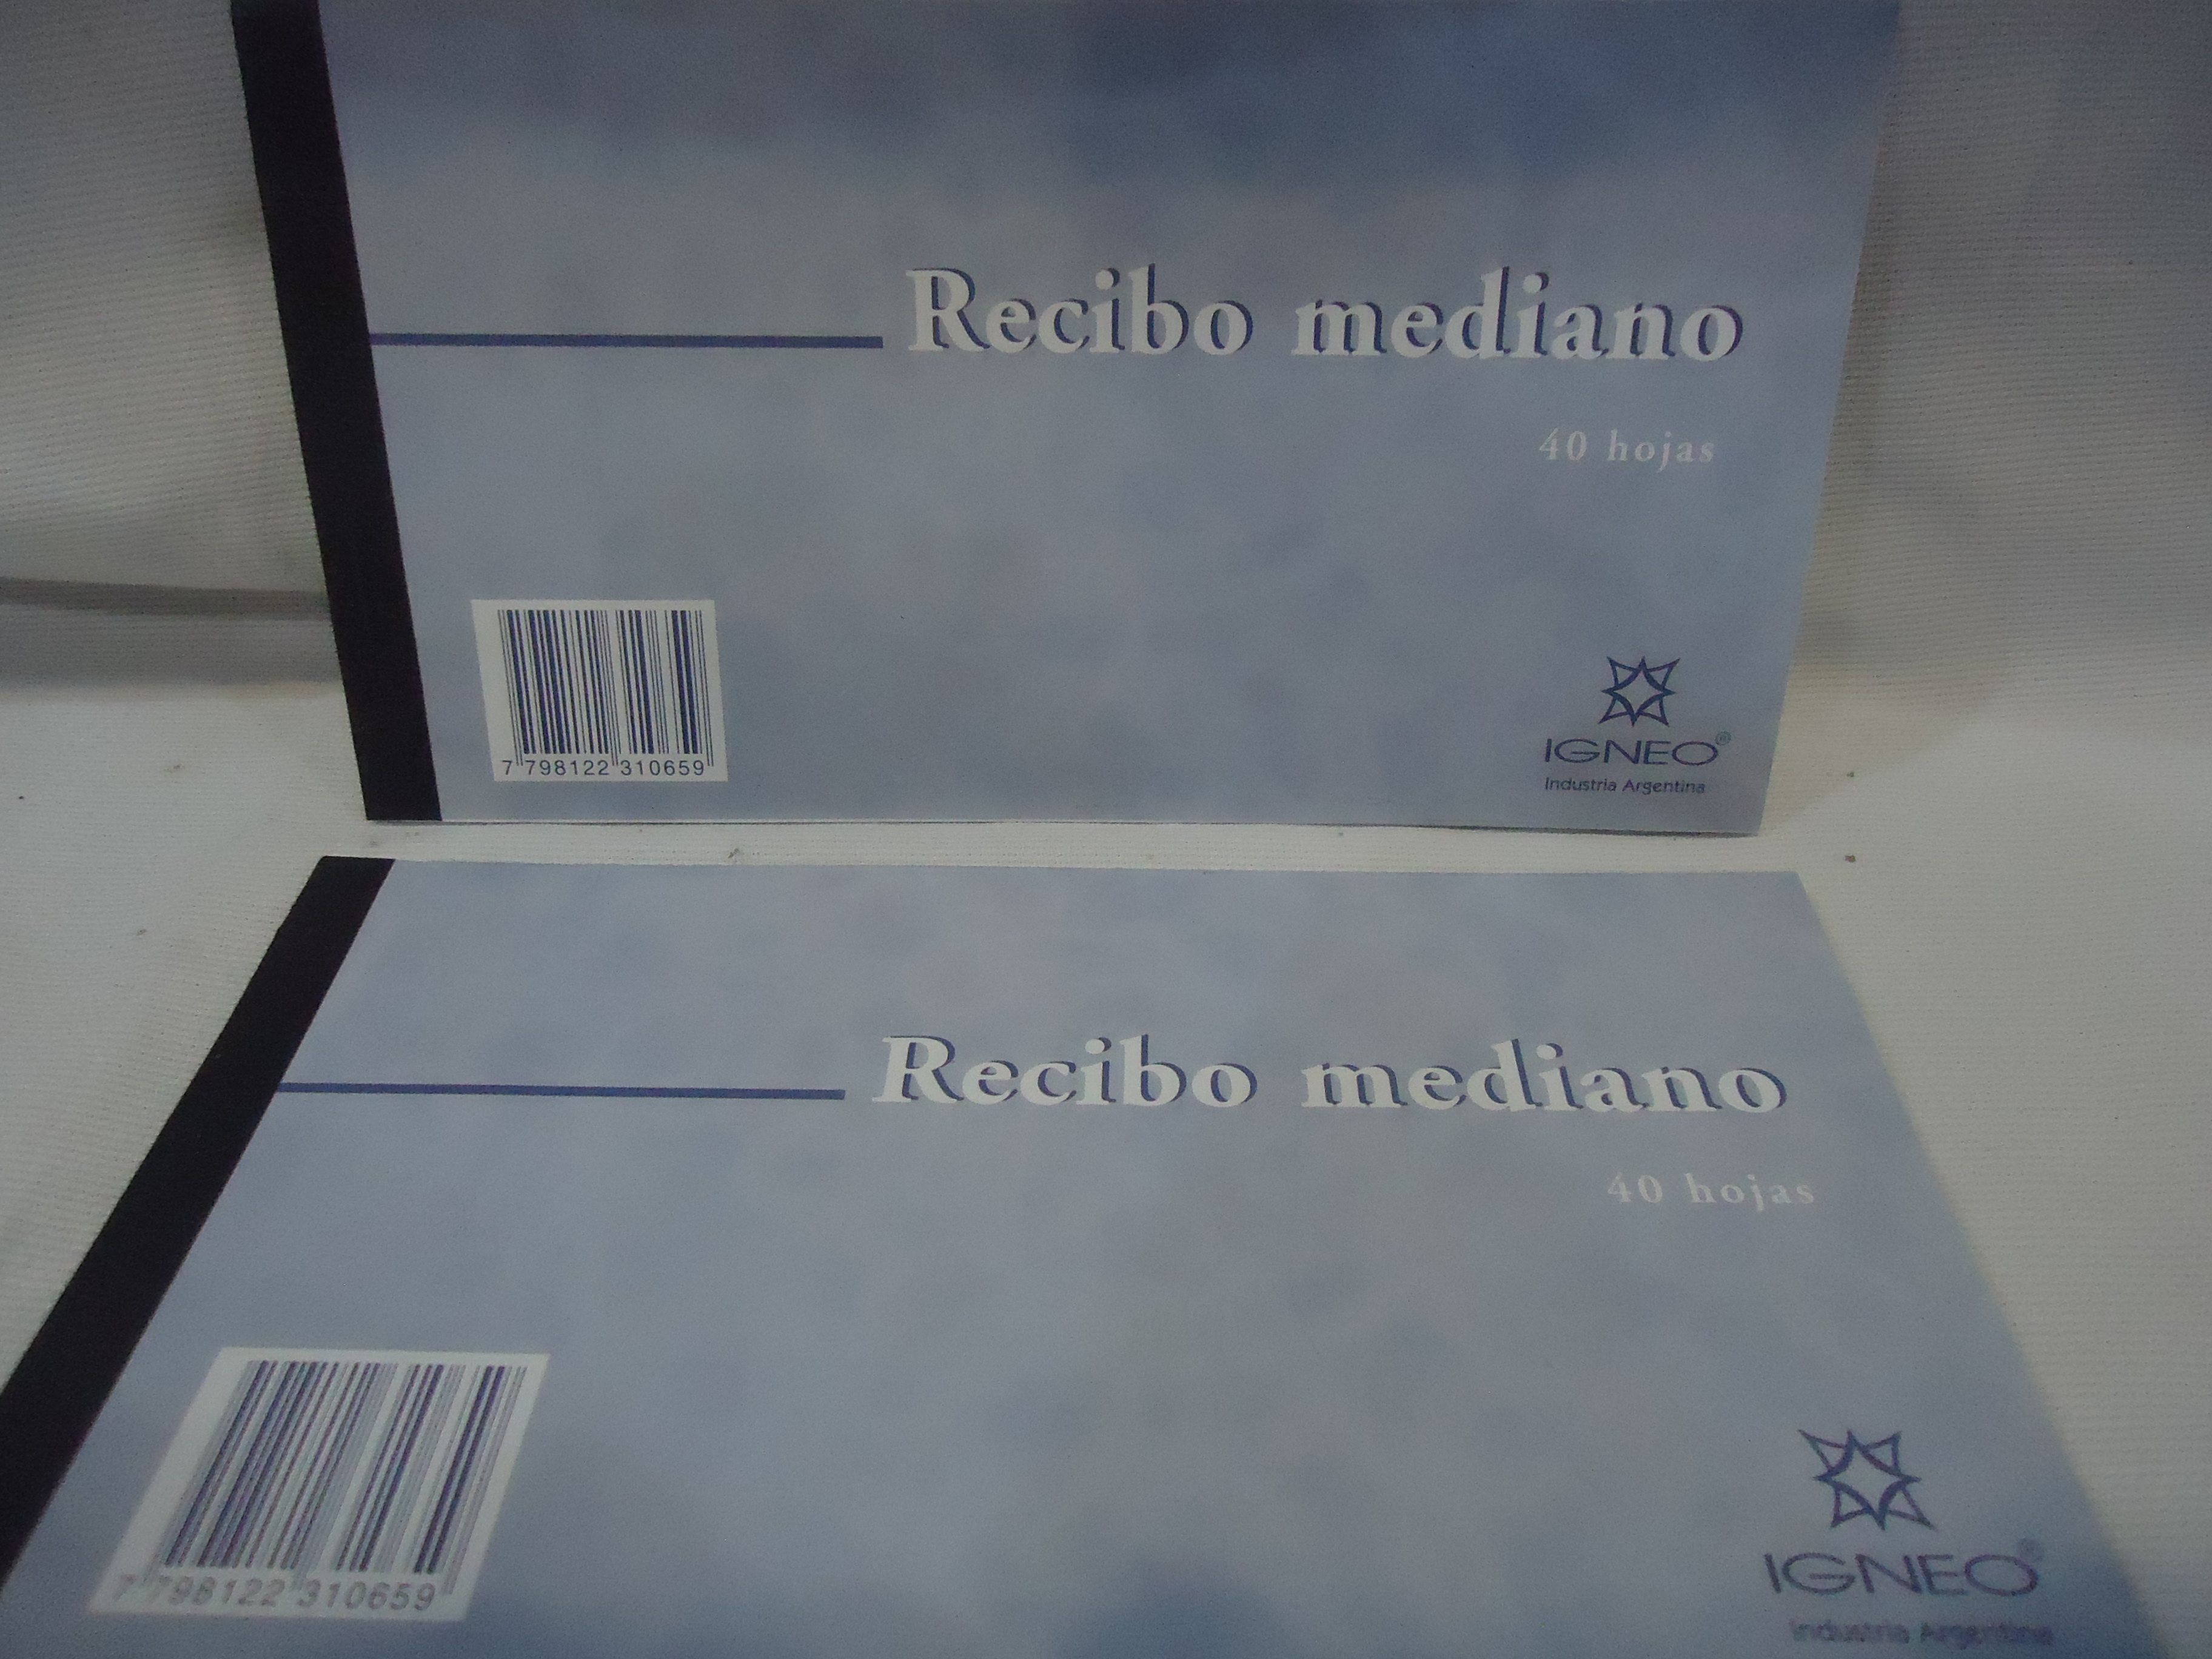 Recibo mediano
40 hojas
7 798122 310659
IGNEO®
Industria Argentina
Recibo mediano
40 hojas
7 798122 310659
IGNEO®
Industria Argentina